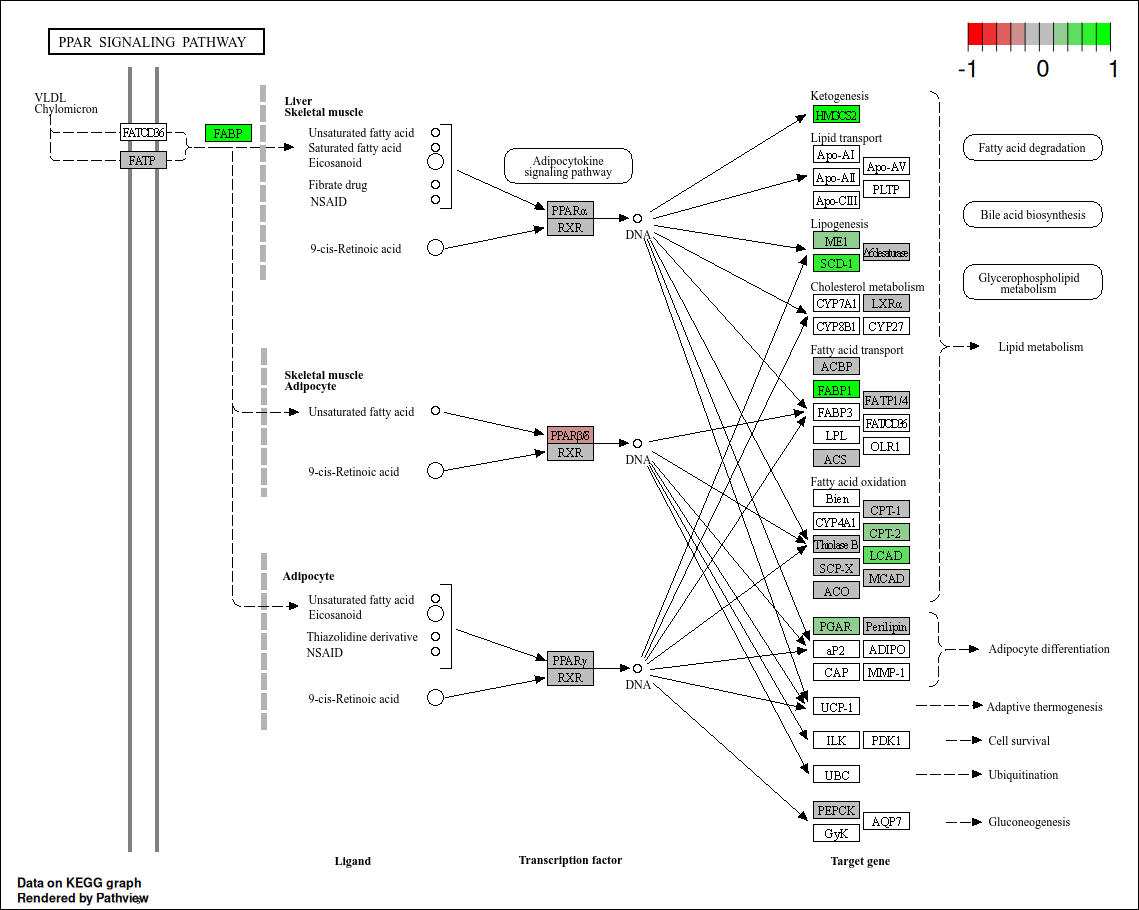 PPAR SIGNALING PATHWAY
-1 0 1
VLDL
Chylomicron
FATCD36
FATP
FABP
Liver
Skeletal muscle
Unsaturated fatty acid
Saturated fatty acid
Eicosanoid
Fibrate drug
NSAID
9-cis-Retinoic acid
Adipocytokine
signaling pathway
PPARα
RXR
DNA
Skeletal muscle
Adipocyte
Unsaturated fatty acid
9-cis-Retinoic acid
PPARβ/δ
RXR
DNA
Adipocyte
Unsaturated fatty acid
Eicosanoid
Thiazolidine derivative
NSAID
9-cis-Retinoic acid
PPARγ
RXR
DNA
Ketogenesis
HMGCS2
Lipid transport
Apo-AI
Apo-AII
Apo-CIII
Apo-AV
PLTP
Lipogenesis
ME1
SCD-1
Δ6desaturase
Cholesterol metabolism
CYP7A1
LXRα
CYP8B1
CYP27
Fatty acid transport
ACBP
FABP1
FABP3
LPL
ACS
FATP1/4
FATCD36
OLR1
Fatty acid oxidation
Bien
CYP4A1
Thiolase B
SCP-X
ACO
CPT-1
CPT-2
LCAD
MCAD
PGAR
Perilipin
aP2
ADIPO
CAP
MMP-1
UCP-1
ILK
PDK1
UBC
PEPCK
GyK
AQP7
Fatty acid degradation
Bile acid biosynthesis
Glycerophospholipid
metabolism
Lipid metabolism
Adipocyte differentiation
Adaptive thermogenesis
Cell survival
Ubiquitination
Gluconeogenesis
Ligand
Transcription factor
Target gene
Data on KEGG graph
Rendered by Pathview